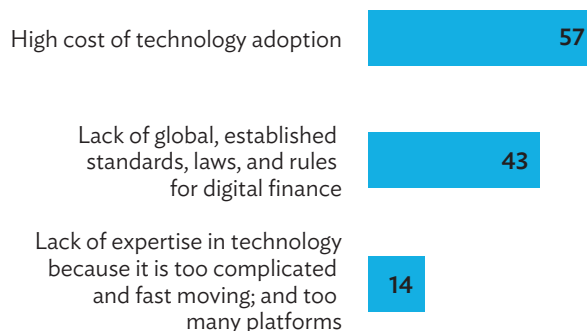 High cost of technology adoption 57
Lack of global, established
standards, laws, and rules
for digital finance
43
Lack of expertise in technology
because it is too complicated
and fast moving; and too
many platforms
14